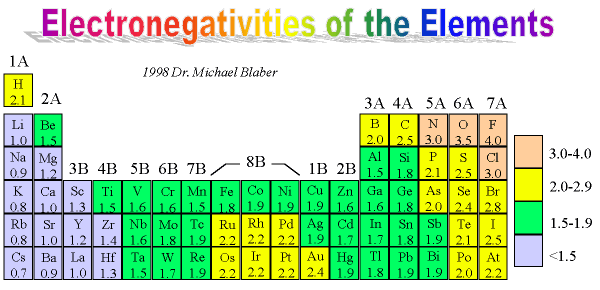 Electronegativities of the Elements
1998 Dr. Michael Blaber
1A
2A
3B 4B 5B 6B 7B 8B 1B 2B
3A 4A 5A 6A 7A
H
2.1
Li Be B C N O F
1.0 1.5 2.0 2.5 3.0 3.5 4.0
Na Mg Al Si P S Cl
0.9 1.2 1.5 1.8 2.1 2.5 3.0
K Ca Sc Ti V Cr Mn Fe Co Ni Cu Zn Ga Ge As Se Br
0.8 1.0 1.3 1.5 1.6 1.6 1.5 1.8 1.9 1.9 1.9 1.6 1.6 1.8 2.0 2.4 2.8
Rb Sr Y Zr Nb Mo Tc Ru Rh Pd Ag Cd In Sn Sb Te I
0.8 1.0 1.2 1.4 1.6 1.8 1.9 2.2 2.2 2.2 1.9 1.7 1.7 1.8 1.9 2.1 2.5
Cs Ba La Hf Ta W Re Os Ir Pt Au Hg Tl Pb Bi Po At
0.7 0.9 1.0 1.3 1.5 1.7 1.9 2.2 2.2 2.2 2.4 1.9 1.8 1.9 1.9 2.0 2.2
3.0-4.0
2.0-2.9
1.5-1.9
<1.5